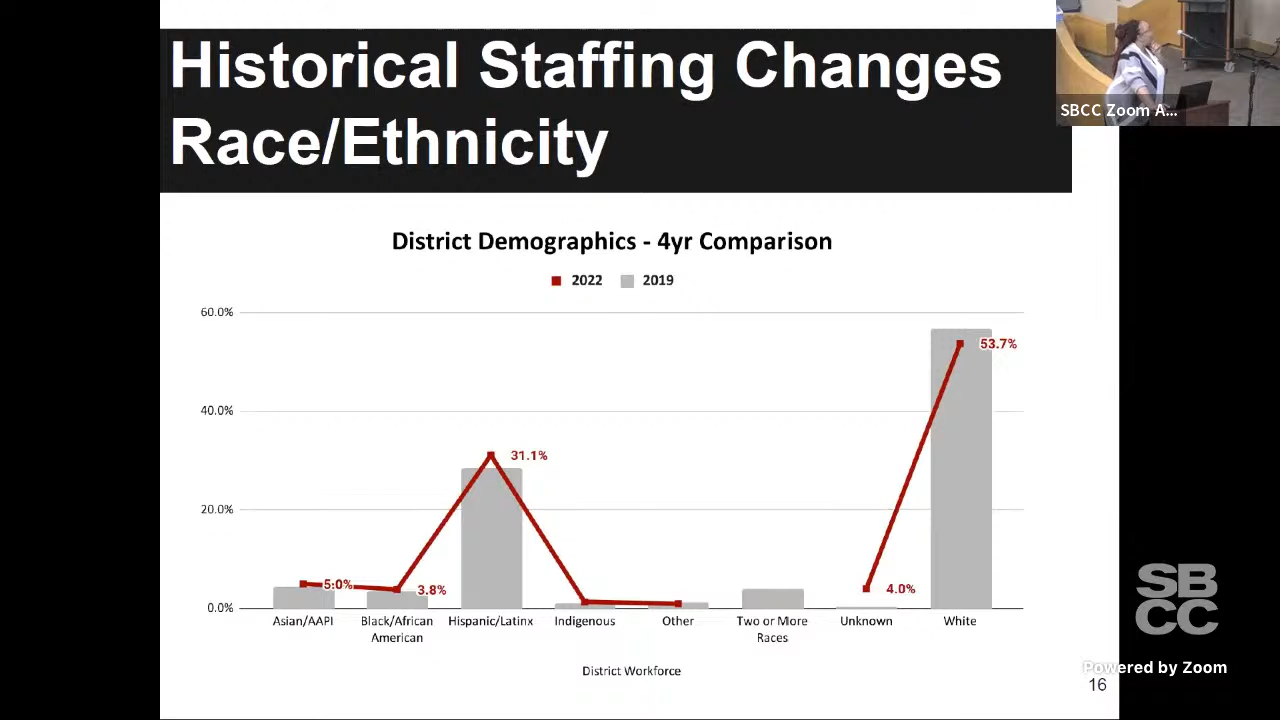 Historical Staffing Changes
Race/Ethnicity
SBCC Zoom A...
District Demographics - 4yr Comparison
2022 2019
60.0%
53.7%
40.0%
31.1%
20.0%
5.0%
3.8%
4.0%
0.0%
Asian/AAPI Black/African American Hispanic/Latinx Indigenous Other Two or More Races Unknown White
District Workforce
SB
CC
Powered by Zoom
16